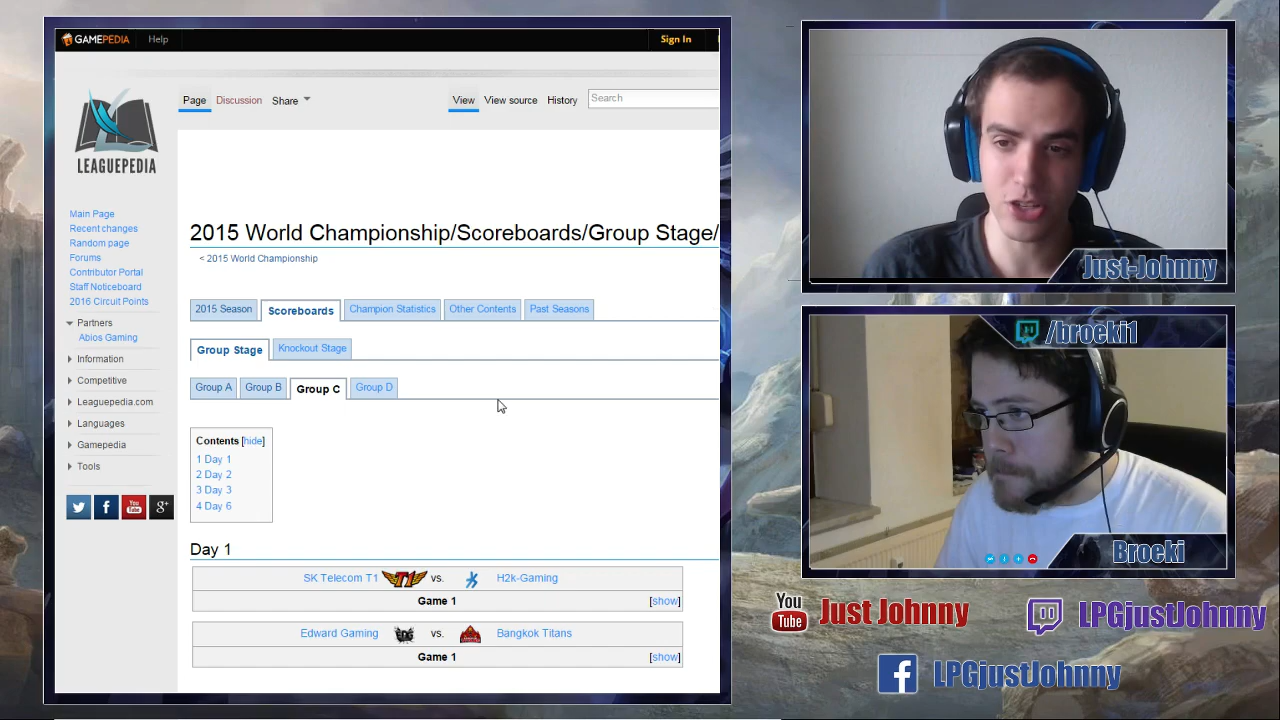 GAMEPEDIA Help Sign In
LEAGUEPEDIA
Page Discussion Share View View source History Search
Main Page
Recent changes
Random page
Forums
Contributor Portal
Staff Noticeboard
2016 Circuit Points
Partners
Abios Gaming
Information
Competitive
Leaguepedia.com
Languages
Gamepedia
Tools
2015 World Championship/Scoreboards/Group Stage/
< 2015 World Championship
2015 Season Scoreboards Champion Statistics Other Contents Past Seasons
Group Stage Knockout Stage
Group A Group B Group C Group D
Contents [hide]
1 Day 1
2 Day 2
3 Day 3
4 Day 6
Day 1
SK Telecom T1 vs. H2k-Gaming
Game 1 [show]
Edward Gaming vs. Bangkok Titans
Game 1 [show]
Just-Johnny
/broeki1
Broeki
You Tube Just Johnny
LPGjustJohnny
LPGjustJohnny